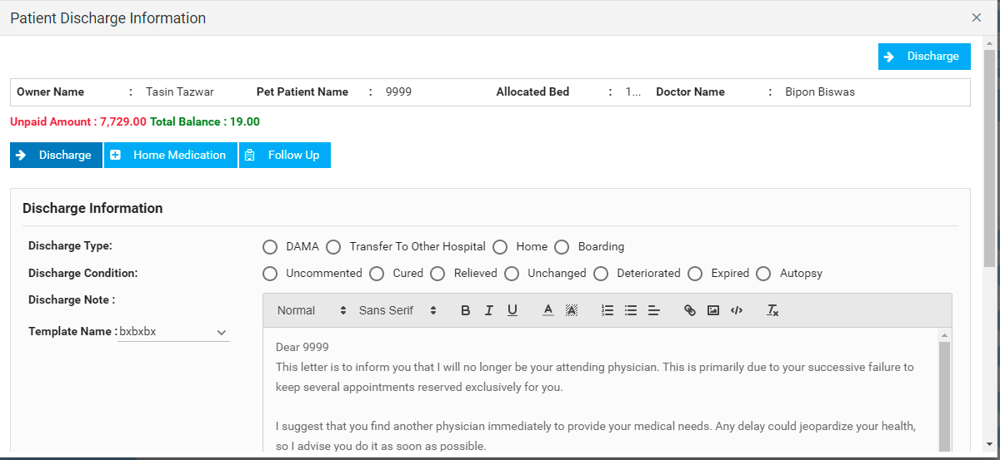 Patient Discharge Information
Discharge
Owner Name : Tasin Tazwar Pet Patient Name : 9999 Allocated Bed : 1... Doctor Name : Bipon Biswas
Unpaid Amount : 7,729.00 Total Balance : 19.00
Discharge Home Medication Follow Up
Discharge Information
Discharge Type: DAMA Transfer To Other Hospital Home Boarding
Discharge Condition: Uncommented Cured Relieved Unchanged Deteriorated Expired Autopsy
Discharge Note :
Normal Sans Serif B I U A A
Template Name : bxbxbx
Dear 9999
This letter is to inform you that I will no longer be your attending physician. This is primarily due to your successive failure to
keep several appointments reserved exclusively for you.
I suggest that you find another physician immediately to provide your medical needs. Any delay could jeopardize your health,
so I advise you do it as soon as possible.